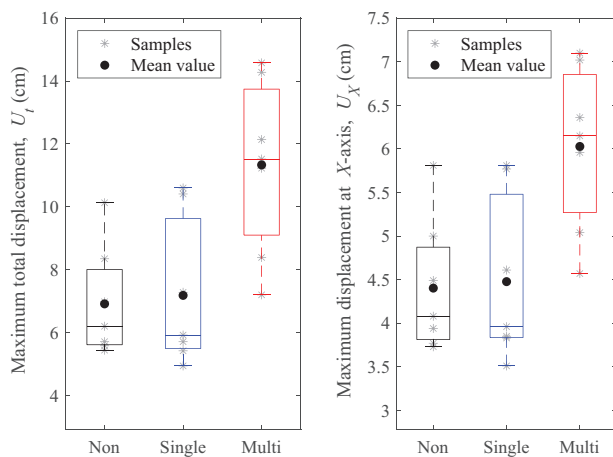 Maximum total displacement, U_t (cm)
16
14
12
10
8
6
4
Samples
Mean value
Non
Single
Multi
Maximum displacement at X-axis, U_X (cm)
7.5
7
6.5
6
5.5
5
4.5
4
3.5
3
Samples
Mean value
Non
Single
Multi